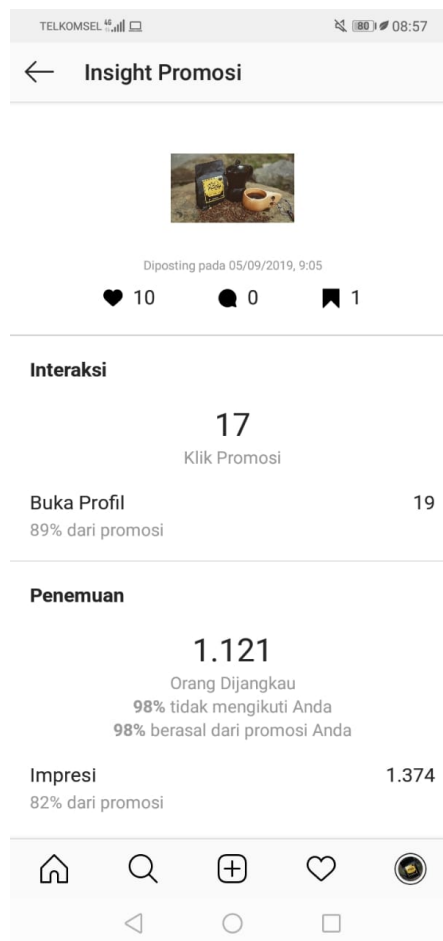 TELKOMSEL 4G 80 08:57
Insight Promosi
Diposting pada 05/09/2019, 9:05
10 0 1
Interaksi
17
Klik Promosi
Buka Profil 19
89% dari promosi
Penemuan
1.121
Orang Dijangkau
98% tidak mengikuti Anda
98% berasal dari promosi Anda
Impresi 1.374
82% dari promosi